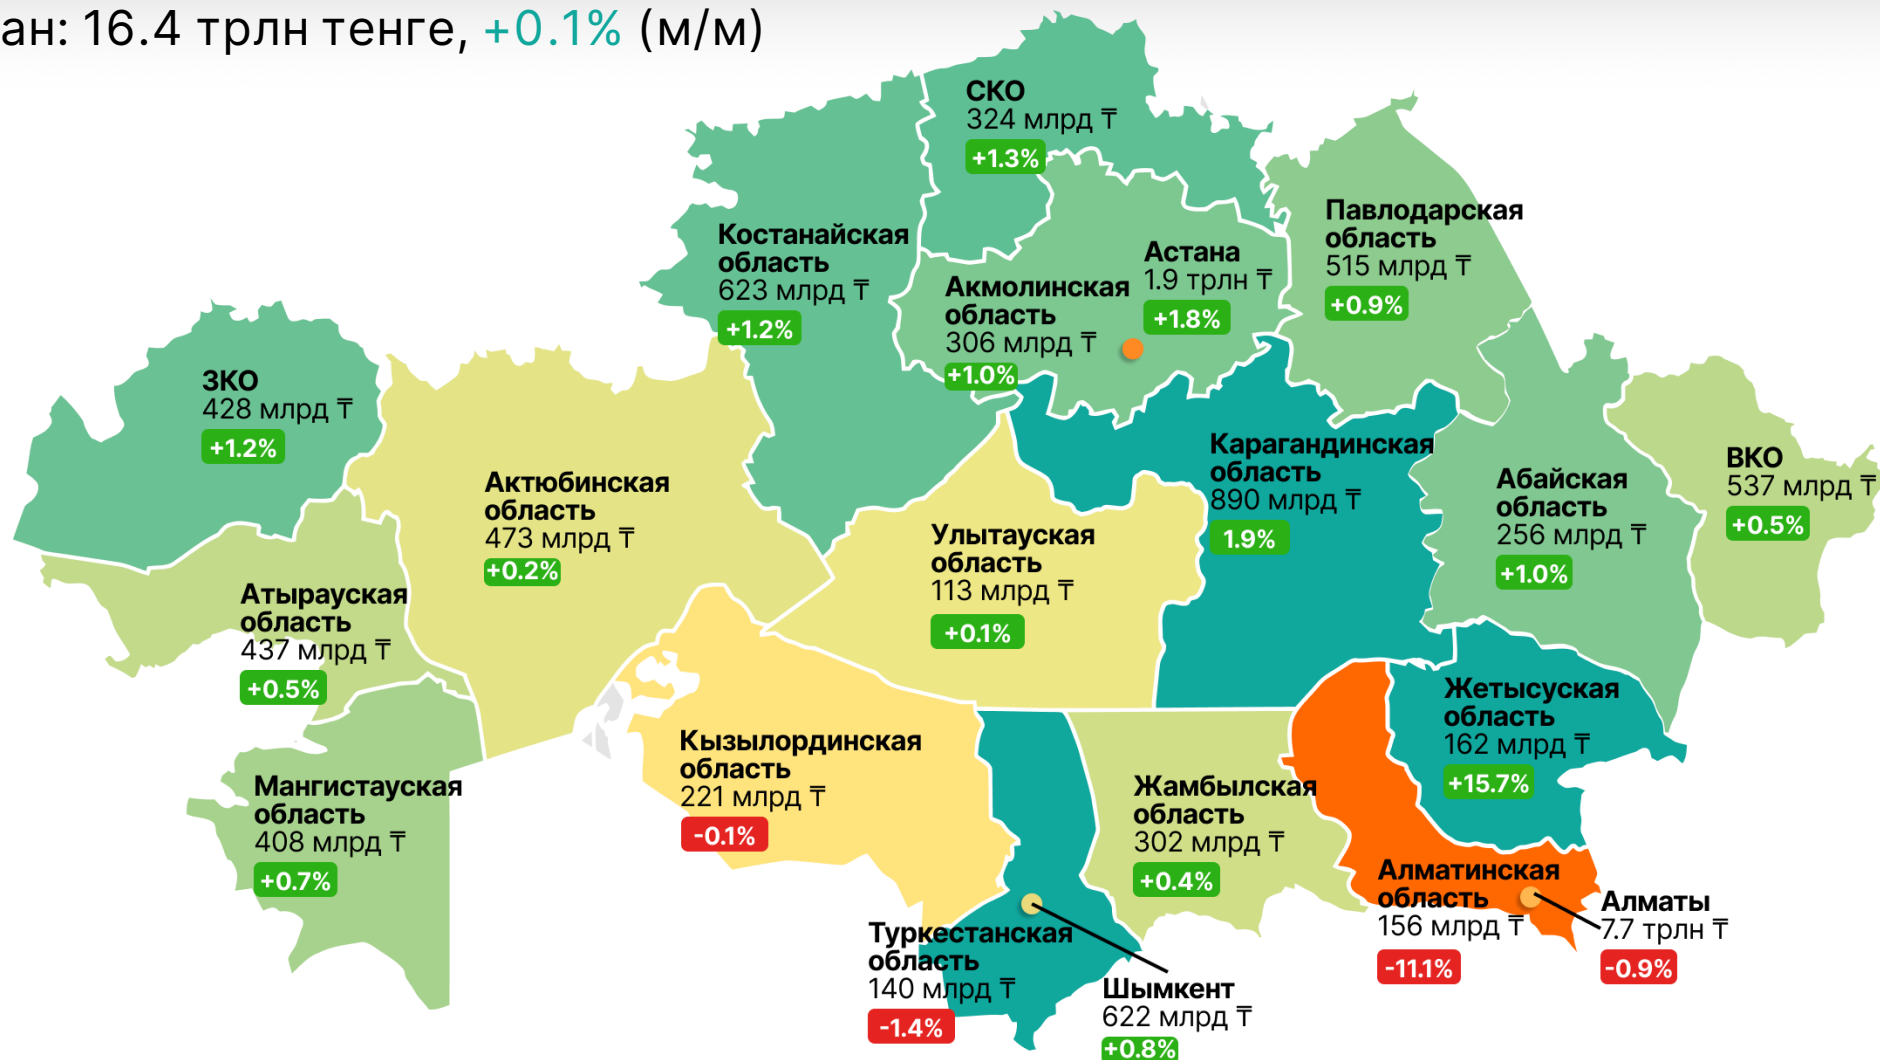 ан: 16.4 трлн тенге, +0.1% (м/м)
СКО
324 млрд ₸
+1.3%
Костанайская
область
623 млрд ₸
+1.2%
Акмолинская
область
306 млрд ₸
+1.0%
Астана
1.9 трлн ₸
+1.8%
Павлодарская
область
515 млрд ₸
+0.9%
ЗКО
428 млрд ₸
+1.2%
Актюбинская
область
473 млрд ₸
+0.2%
Улытауская
область
113 млрд ₸
+0.1%
Карагандинская
область
890 млрд ₸
1.9%
Абайская
область
256 млрд ₸
+1.0%
ВКО
537 млрд ₸
+0.5%
Атырауская
область
437 млрд ₸
+0.5%
Мангистауская
область
408 млрд ₸
+0.7%
Кызылординская
область
221 млрд ₸
-0.1%
Жамбылская
область
302 млрд ₸
+0.4%
Жетысуская
область
162 млрд ₸
+15.7%
Алматинская
область
156 млрд ₸
-11.1%
Алматы
7.7 трлн ₸
-0.9%
Туркестанская
область
140 млрд ₸
-1.4%
Шымкент
622 млрд ₸
+0.8%